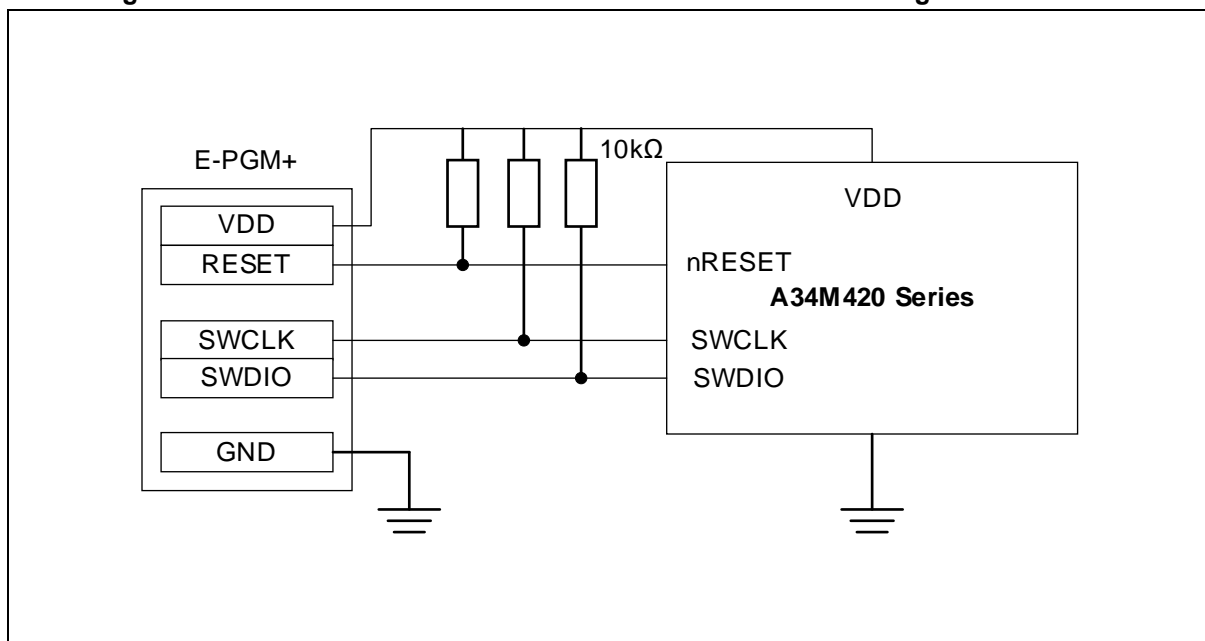 10kΩ
E-PGM+
VDD
RESET
SWCLK
SWDIO
GND
VDD
nRESET
A34M420 Series
SWCLK
SWDIO